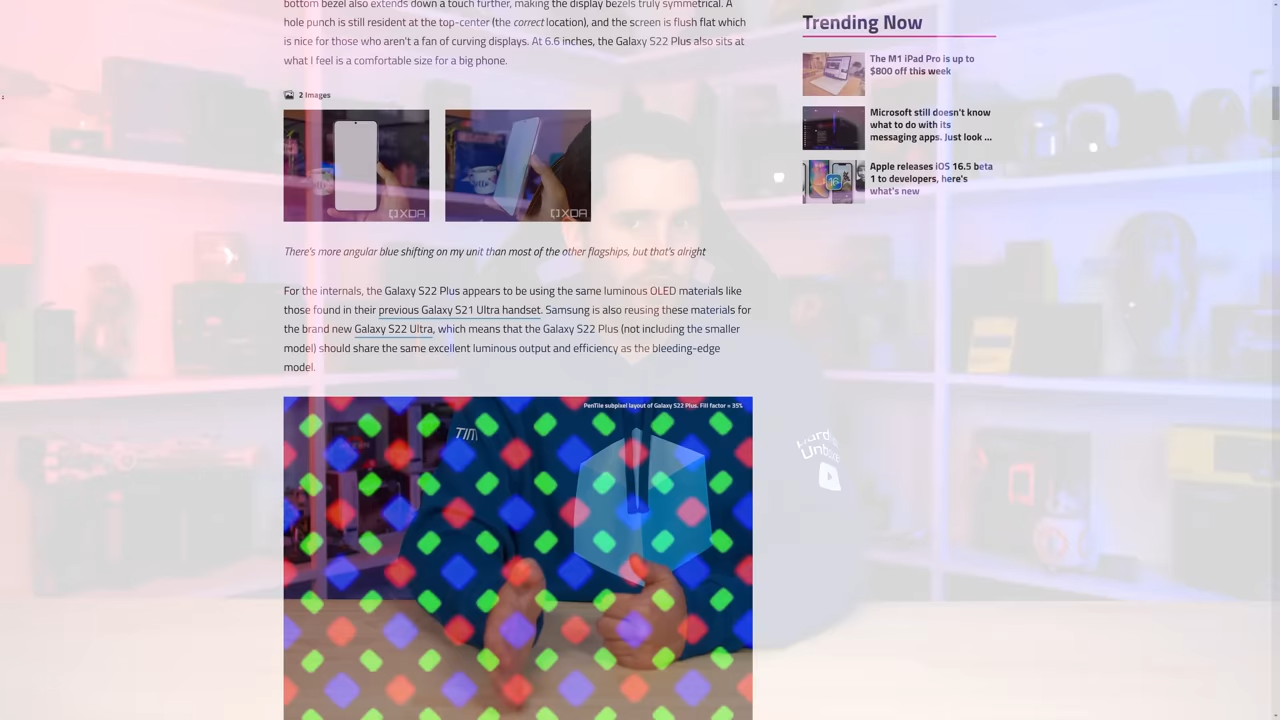 bottom bezel also extends down a touch further, making the display bezels truly symmetrical. A
hole punch is still resident at the top-center (the correct location), and the screen is flush flat which
is nice for those who aren't a fan of curving displays. At 6.6 inches, the Galaxy S22 Plus also sits at
what I feel is a comfortable size for a big phone.
2 Images
XDA
XDA
There's more angular blue shifting on my unit than most of the other flagships, but that's alright
For the internals, the Galaxy S22 Plus appears to be using the same luminous OLED materials like
those found in their previous Galaxy S21 Ultra handset. Samsung is also reusing these materials for
the brand new Galaxy S22 Ultra, which means that the Galaxy S22 Plus (not including the smaller
model) should share the same excellent luminous output and efficiency as the bleeding-edge
model.
PenTile subpixel layout of Galaxy S22 Plus. Fill factor ≈ 35%
TIM
Trending Now
The M1 iPad Pro is up to
$800 off this week
Microsoft still doesn't know
what to do with its
messaging apps. Just look ...
Apple releases iOS 16.5 beta
1 to developers, here's
what's new
16